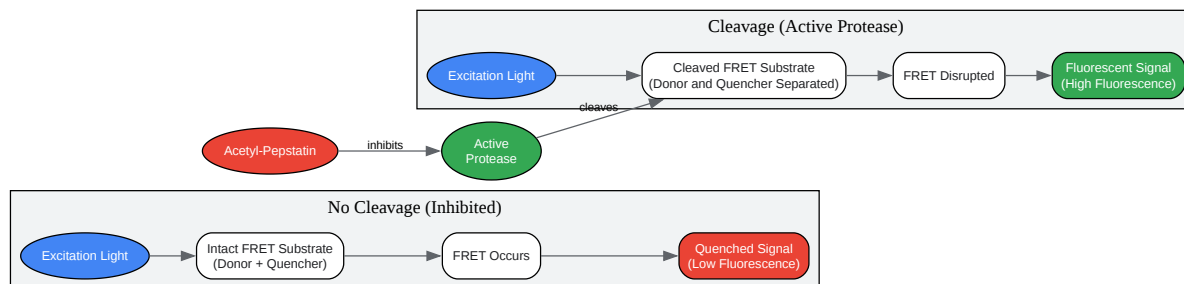 Cleavage (Active Protease)
Excitation Light
Cleaved FRET Substrate
(Donor and Quencher Separated)
FRET Disrupted
Fluorescent Signal
(High Fluorescence)
cleaves
Acetyl-Pepstatin
inhibits
Active
Protease
No Cleavage (Inhibited)
Excitation Light
Intact FRET Substrate
(Donor + Quencher)
FRET Occurs
Quenched Signal
(Low Fluorescence)